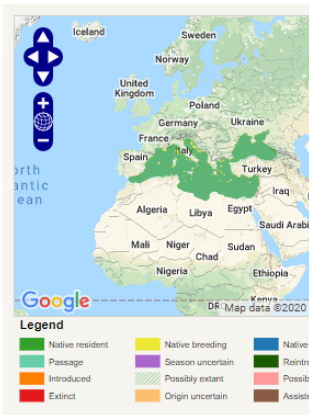 Iceland
Sweden
Norway
United
Kingdom
Poland
Germany
Ukraine
France
Italy
Spain
Turkey
orth
antic
ean
Iraq
Algeria
Libya
Egypt
Saudi Arabi
Mali
Niger
Sudan
Chad
Nigeria
Ethiopia
Google
DR
Kenya
Map data ©2020
Legend
Native resident
Native breeding
Native
Passage
Season uncertain
Reintr
Introduced
Possibly extant
Possib
Extinct
Origin uncertain
Assiste